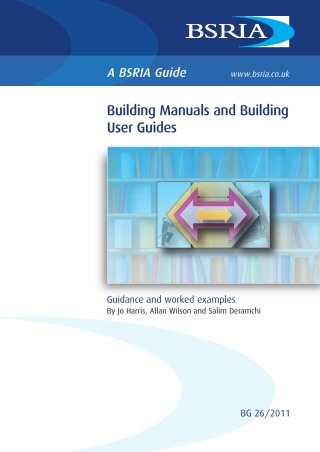 BSRIA
A BSRIA Guide www.bsria.co.uk
Building Manuals and Building
User Guides
Guidance and worked examples
By Jo Harris, Allan Wilson and Salim Deramchi
BG 26/2011